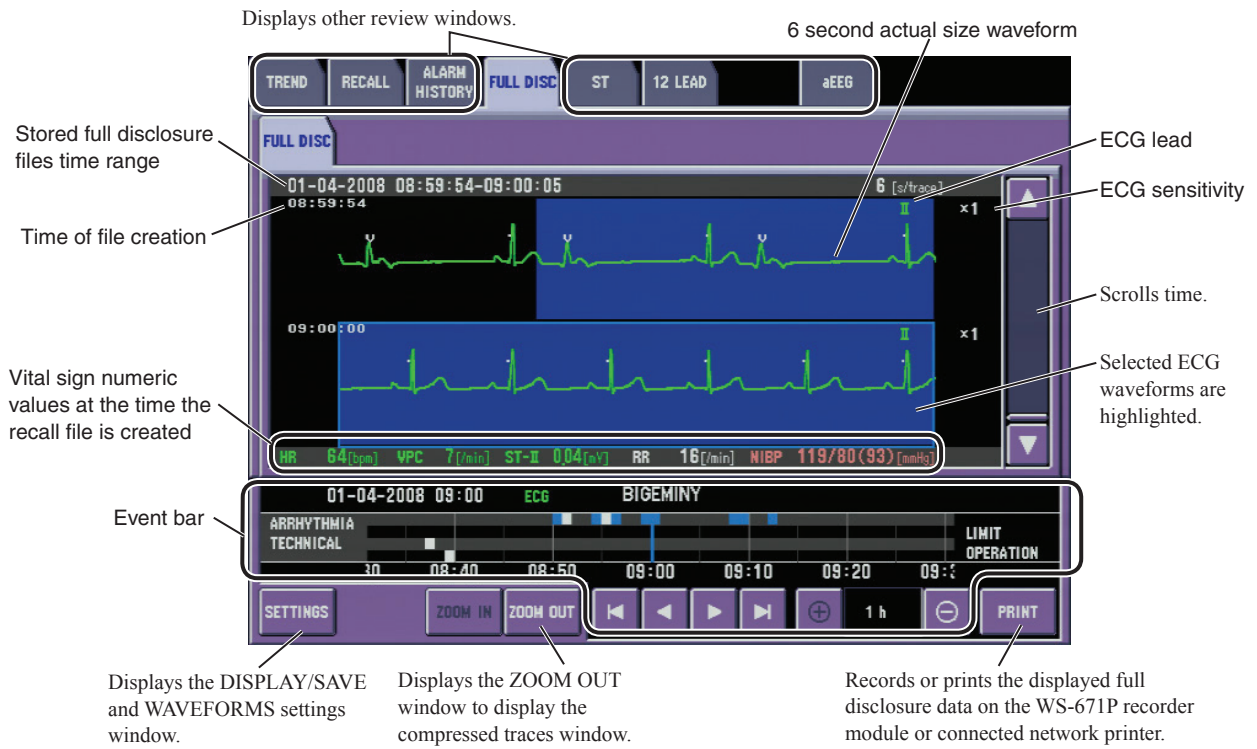 Displays other review windows.
6 second actual size waveform
TREND RECALL ALARM HISTORY FULL DISC ST 12 LEAD aEEG
Stored full disclosure
files time range
FULL DISC
ECG lead
01-04-2008 08:59:54-09:00:05 6 [s/trace]
ECG sensitivity
08:59:54 II ×1
Time of file creation
V V V
Scrolls time.
09:00:00 II ×1
Vital sign numeric
values at the time the
recall file is created
Selected ECG
waveforms are
highlighted.
HR 64[bpm] VPC 7[/min] ST-II 0.04[mV] RR 16[/min] NIBP 119/80(93)[mmHg]
01-04-2008 09:00 ECG BIGEMINY
Event bar
ARRHYTHMIA
TECHNICAL
LIMIT
OPERATION
30 08:40 08:50 09:00 09:10 09:20 09:3
SETTINGS ZOOM IN ZOOM OUT 1 h PRINT
Displays the DISPLAY/SAVE
and WAVEFORMS settings
window.
Displays the ZOOM OUT
window to display the
compressed traces window.
Records or prints the displayed full
disclosure data on the WS-671P recorder
module or connected network printer.